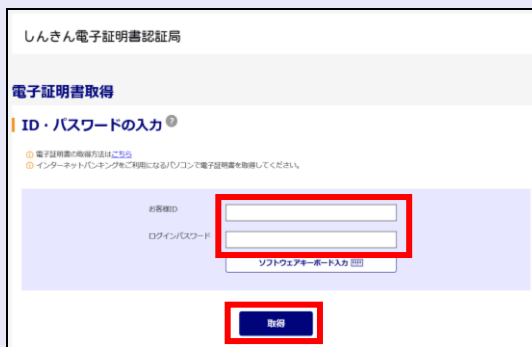 しんきん電子証明書認証局
電子証明書取得
ID・パスワードの入力 ?
電子証明書の取得方法はこちら
インターネットバンキングをご利用になるパソコンで電子証明書を取得してください。
お客様ID
ログインパスワード
ソフトウェアキーボード入力
取得